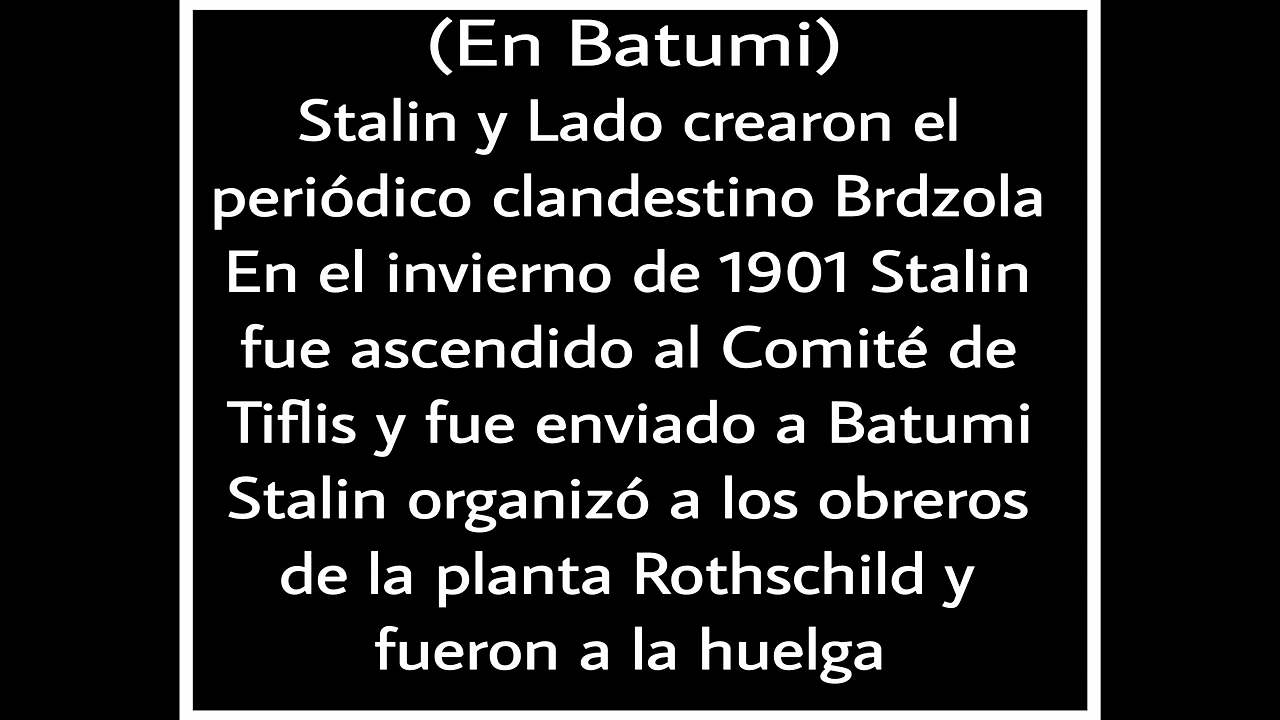 (En Batumi)
Stalin y Lado crearon el
periódico clandestino Brdzola
En el invierno de 1901 Stalin
fue ascendido al Comité de
Tiflis y fue enviado a Batumi
Stalin organizó a los obreros
de la planta Rothschild y
fueron a la huelga